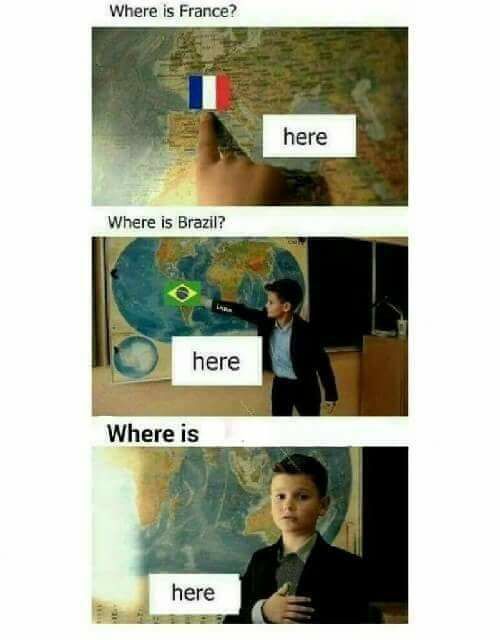 Where is France?
here
Where is Brazil?
here
Where is
here